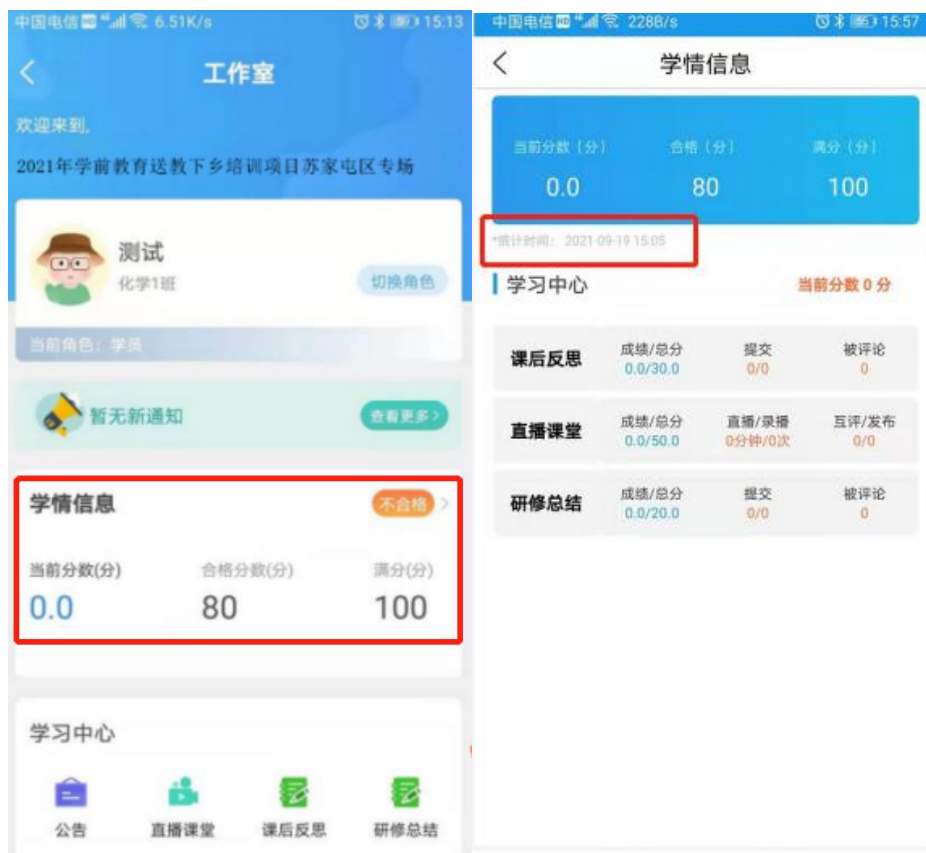 中国电信 HD 4G 6.51K/s 15:13
工作室
欢迎来到,
2021年学前教育送教下乡培训项目苏家屯区专场
测试
化学1班
切换角色
当前角色：学员
暂无新通知
查看更多>
学情信息
不合格
当前分数(分) 合格分数(分) 满分(分)
0.0 80 100
学习中心
公告 直播课堂 课后反思 研修总结
中国电信 HD 228B/s 15:57
学情信息
当前分数（分） 合格（分） 满分（分）
0.0 80 100
*统计时间： 2021-09-19 15:05
学习中心
当前分数 0 分
课后反思
成绩/总分 提交 被评论
0.0/30.0 0/0 0
直播课堂
成绩/总分 直播/录播 互评/发布
0.0/50.0 0分钟/0次 0/0
研修总结
成绩/总分 提交 被评论
0.0/20.0 0/0 0